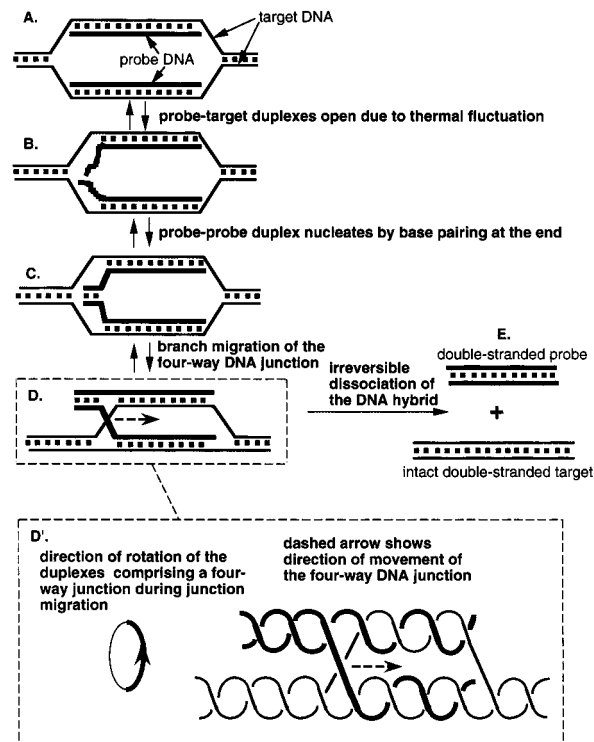 A.
target DNA
probe DNA
probe-target duplexes open due to thermal fluctuation
B.
probe-probe duplex nucleates by base pairing at the end
C.
branch migration of the
four-way DNA junction
E.
double-stranded probe
irreversible
dissociation of
the DNA hybrid
D.
+
intact double-stranded target
D'.
direction of rotation of the
duplexes comprising a four-
way junction during junction
migration
dashed arrow shows
direction of movement of
the four-way DNA junction